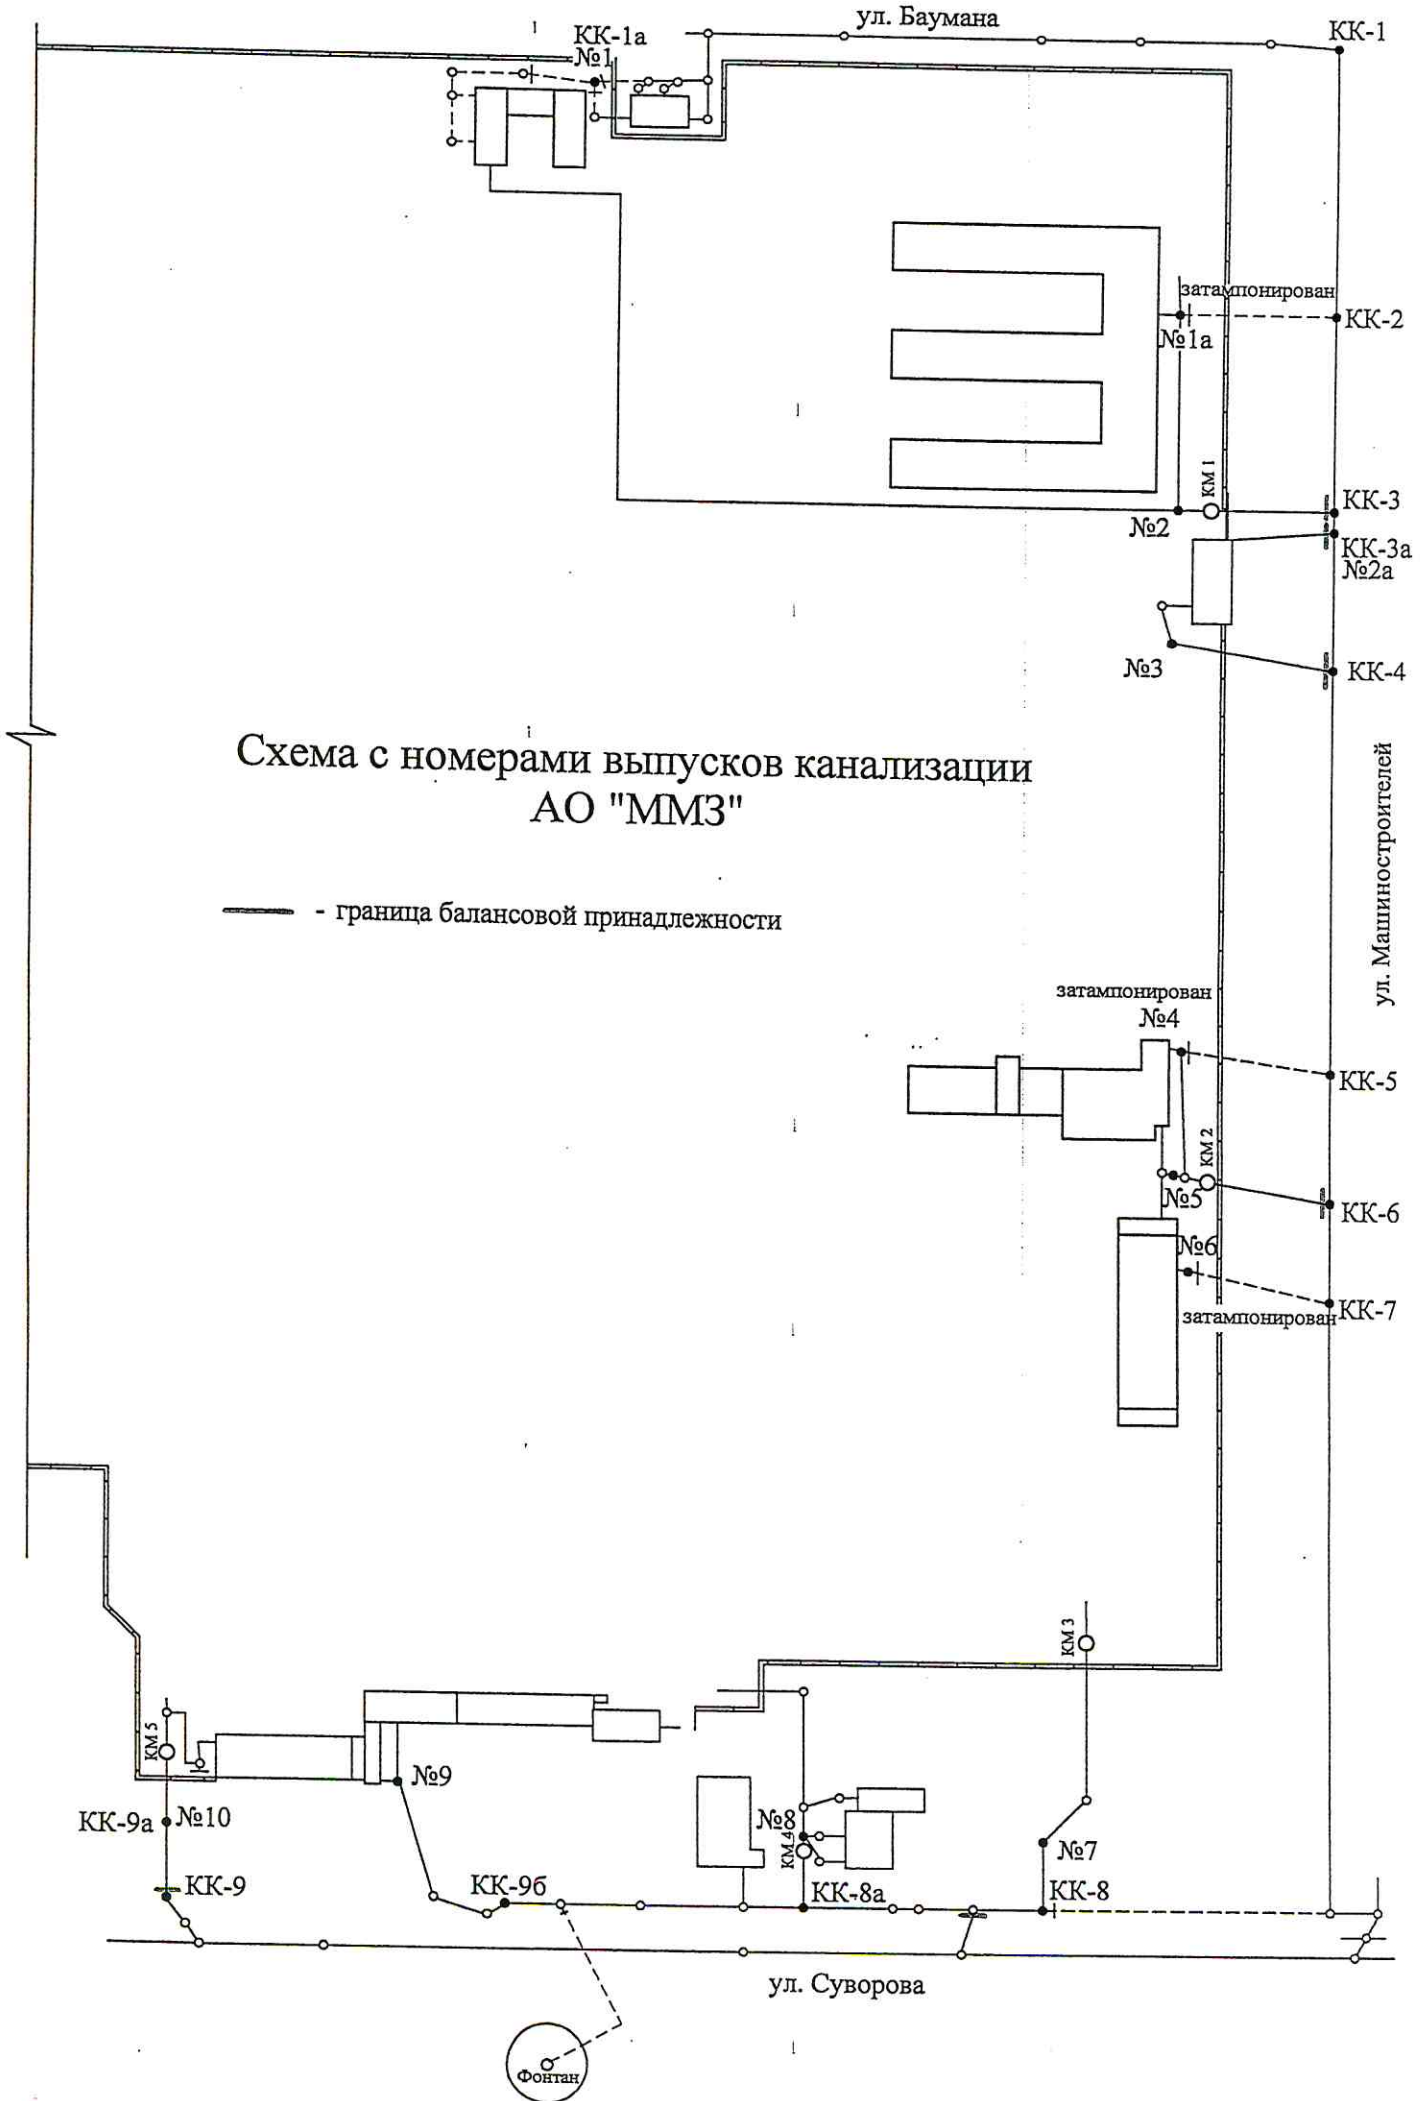 ул. Баумана
КК-1
КК-1а
№1
затампонирован
КК-2
№1а
КМ 1
КК-3
№2
КК-3а
№2а
№3
КК-4
Схема с номерами выпусков канализации
АО "ММЗ"
ул. Машиностроителей
- граница балансовой принадлежности
затампонирован
№4
КК-5
КМ 2
№5
КК-6
№6
КК-7
затампонирован
КМ 3
КМ 5
№9
КК-9а
№10
№8
КМ 4
№7
КК-9
КК-9б
КК-8а
КК-8
ул. Суворова
Фонтан